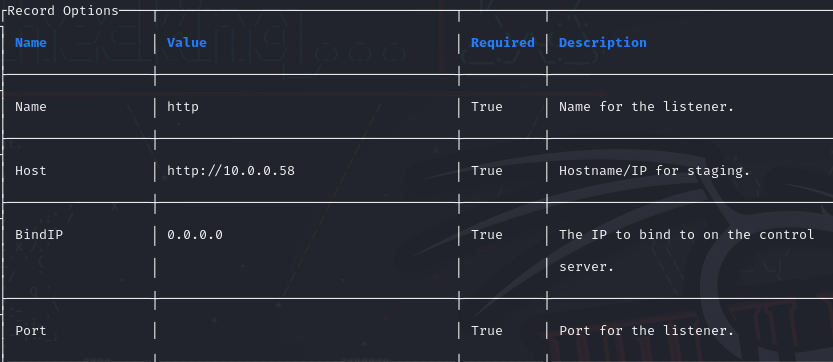 Record Options
Name Value Required Description
Name http True Name for the listener.
Host http://10.0.0.58 True Hostname/IP for staging.
BindIP 0.0.0.0 True The IP to bind to on the control
server.
Port True Port for the listener.